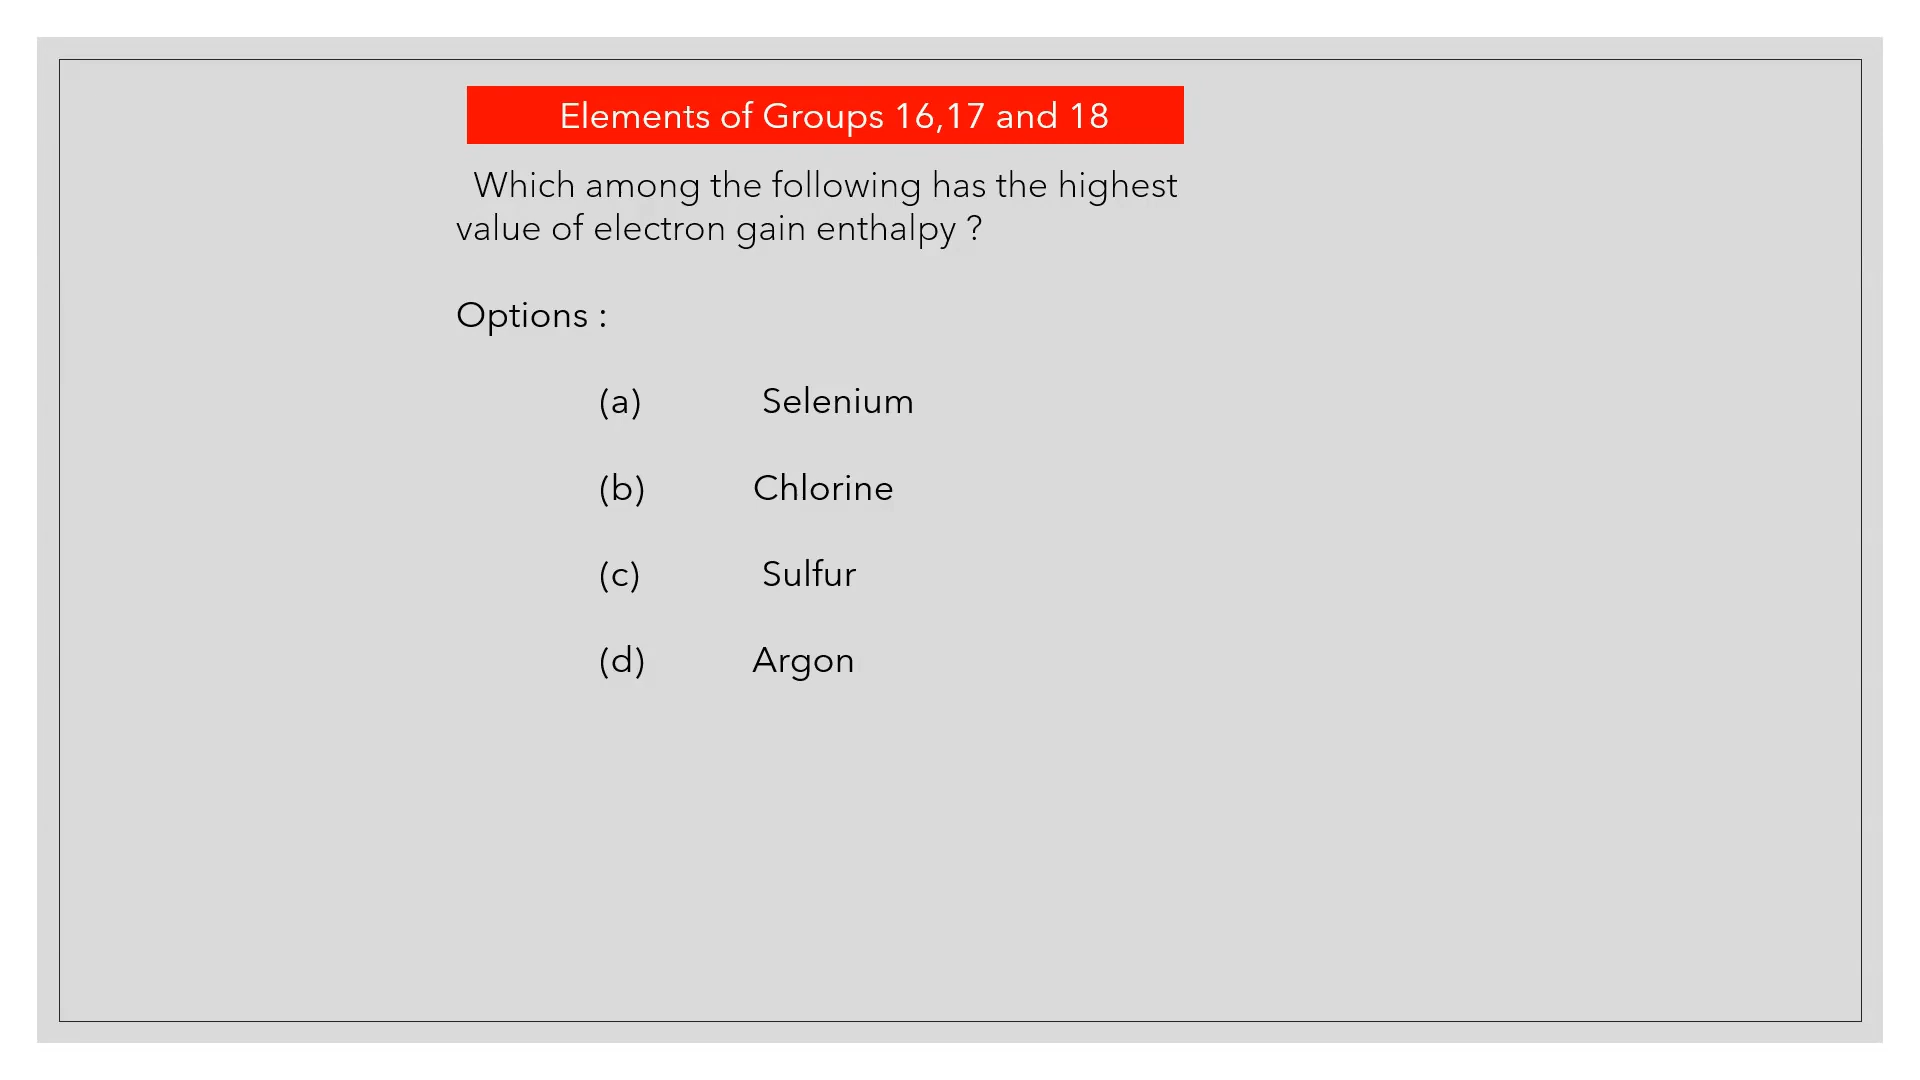 Elements of Groups 16,17 and 18
Which among the following has the highest
value of electron gain enthalpy ?
Options :
(a) Selenium
(b) Chlorine
(c) Sulfur
(d) Argon